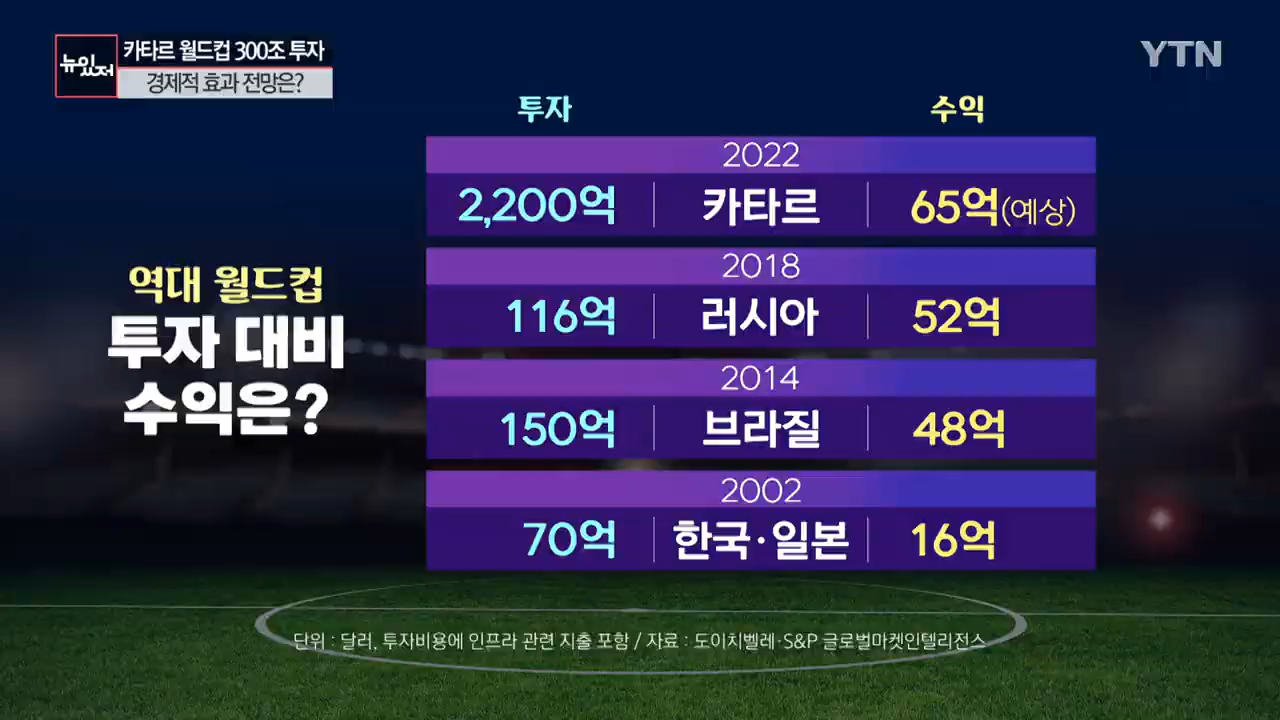 뉴있저
카타르 월드컵 300조 투자
경제적 효과 전망은?
YTN
역대 월드컵
투자 대비
수익은?
투자 수익
2022
2,200억 카타르 65억(예상)
2018
116억 러시아 52억
2014
150억 브라질 48억
2002
70억 한국·일본 16억
단위 : 달러, 투자비용에 인프라 관련 지출 포함 / 자료 : 도이치벨레·S&P 글로벌마켓인텔리전스